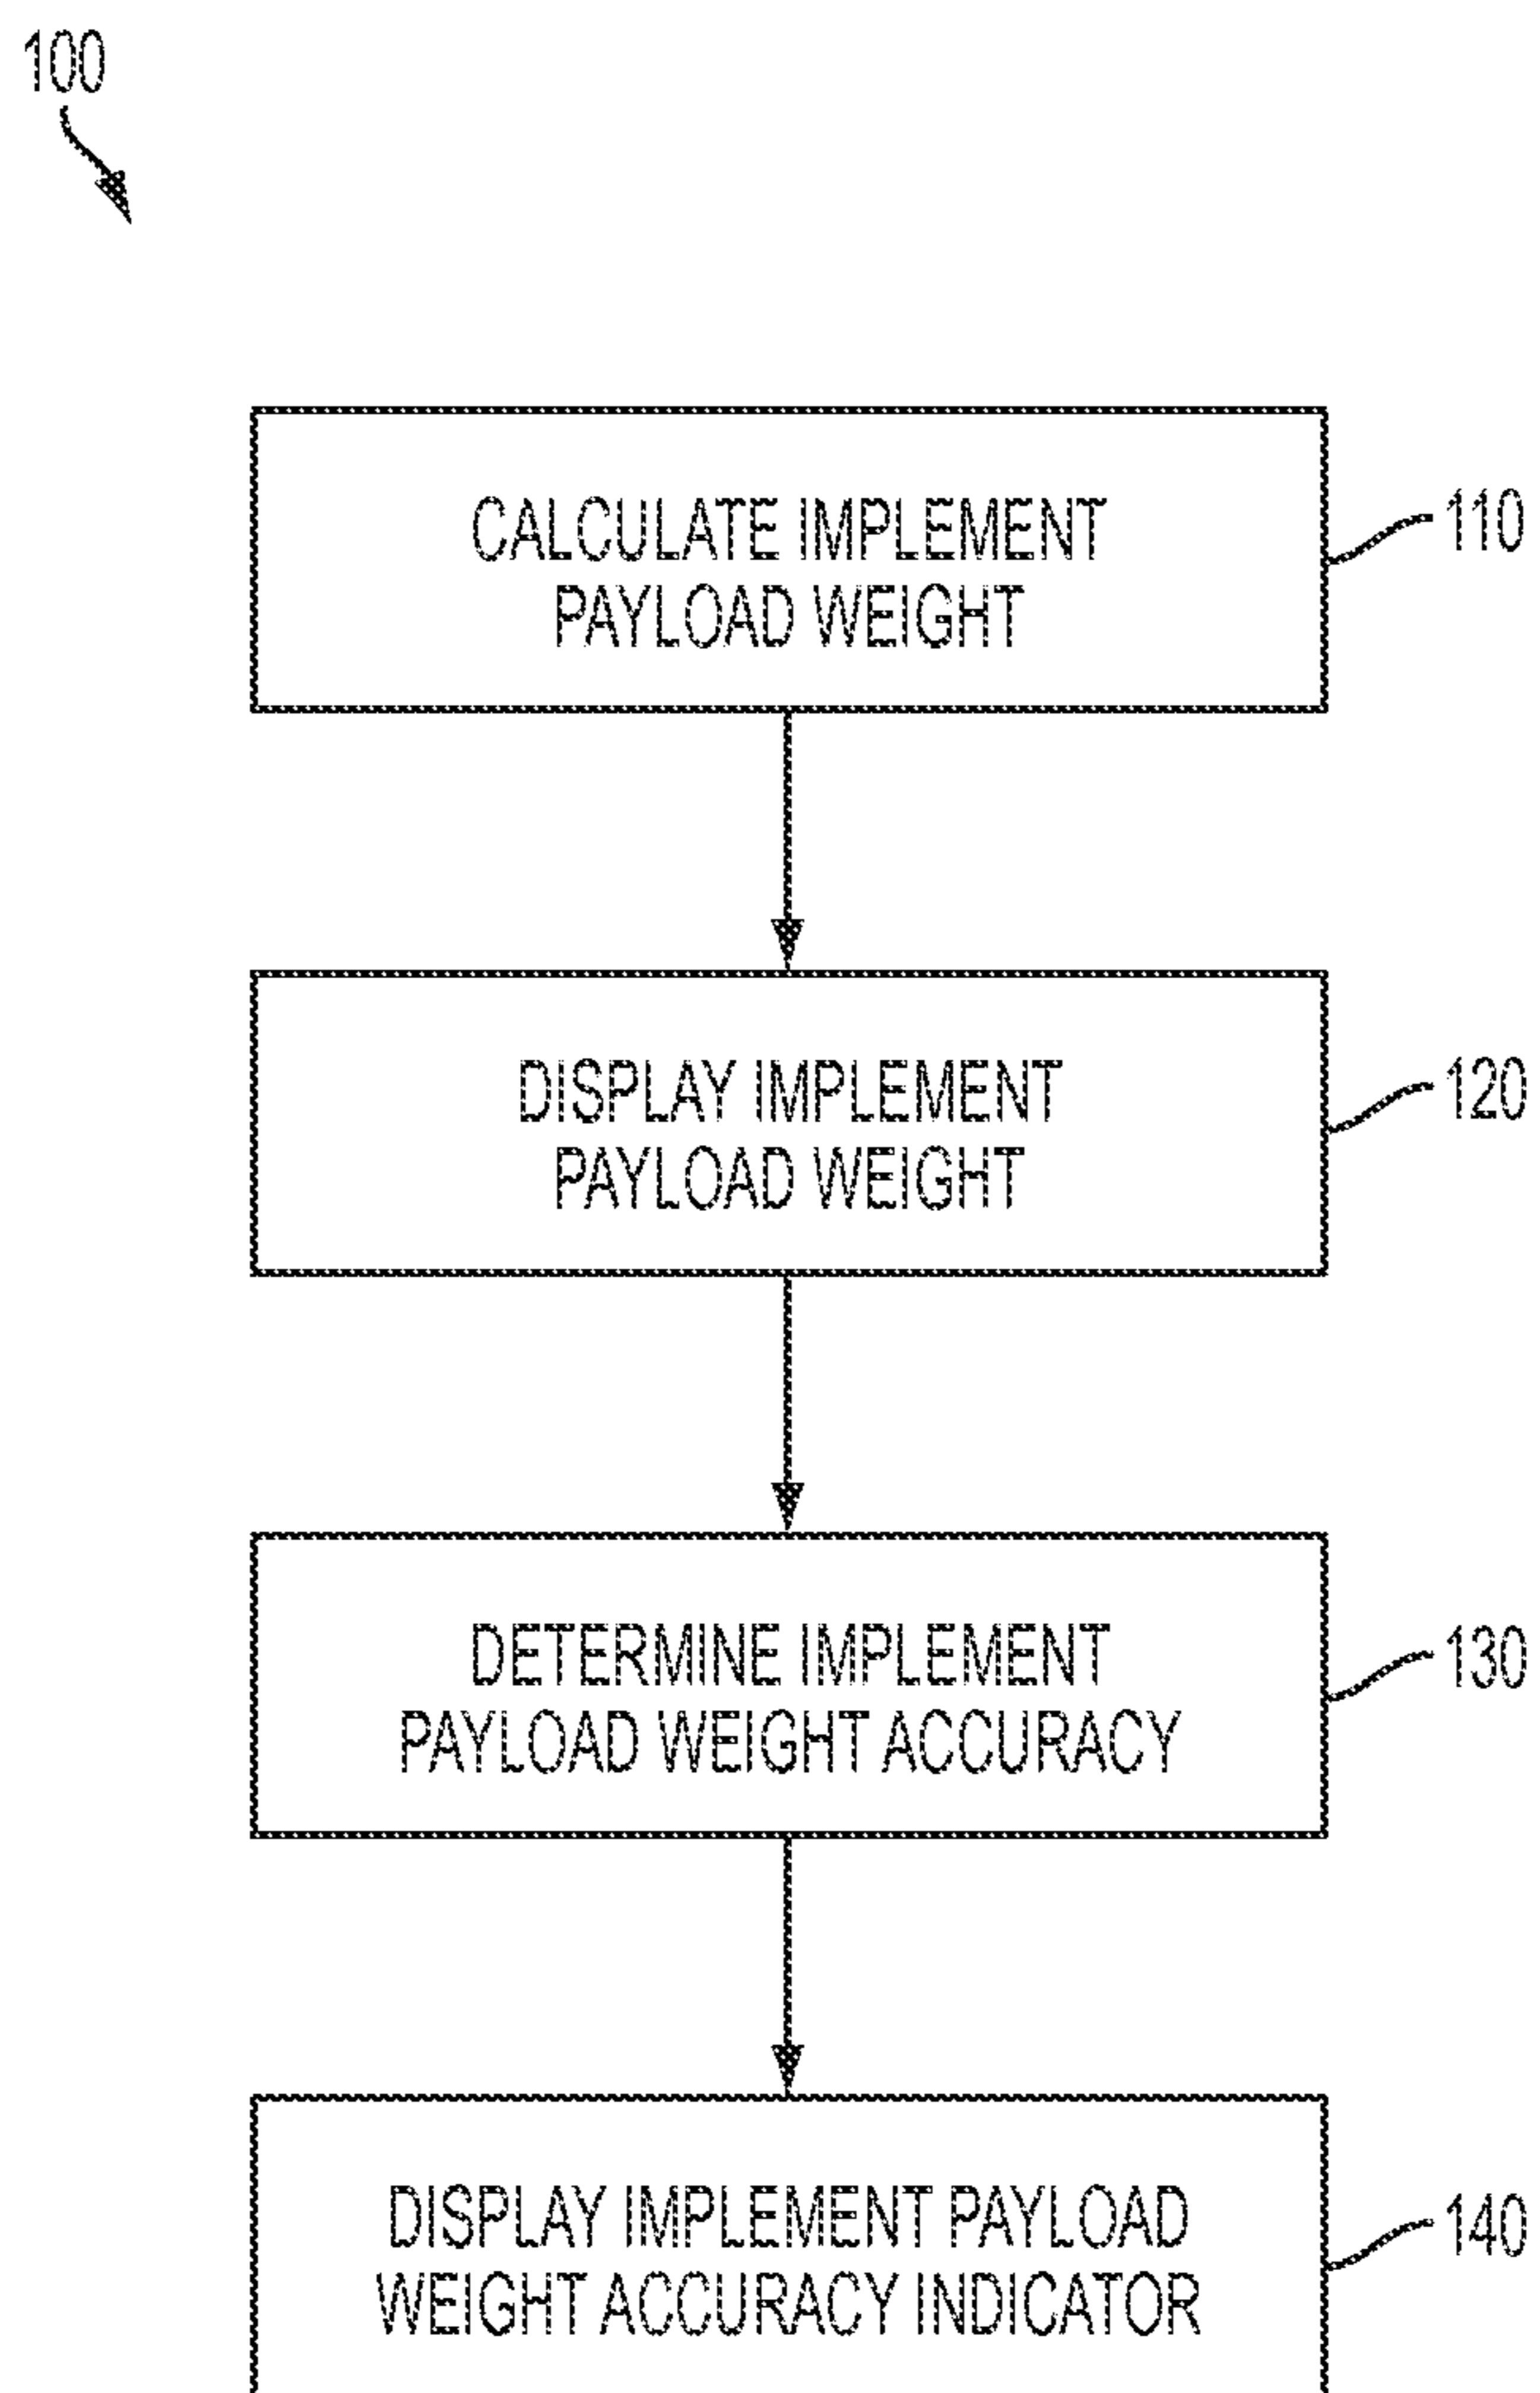 100
CALCULATE IMPLEMENT
PAYLOAD WEIGHT
110
DISPLAY IMPLEMENT
PAYLOAD WEIGHT
120
DETERMINE IMPLEMENT
PAYLOAD WEIGHT ACCURACY
130
DISPLAY IMPLEMENT PAYLOAD
WEIGHT ACCURACY INDICATOR
140